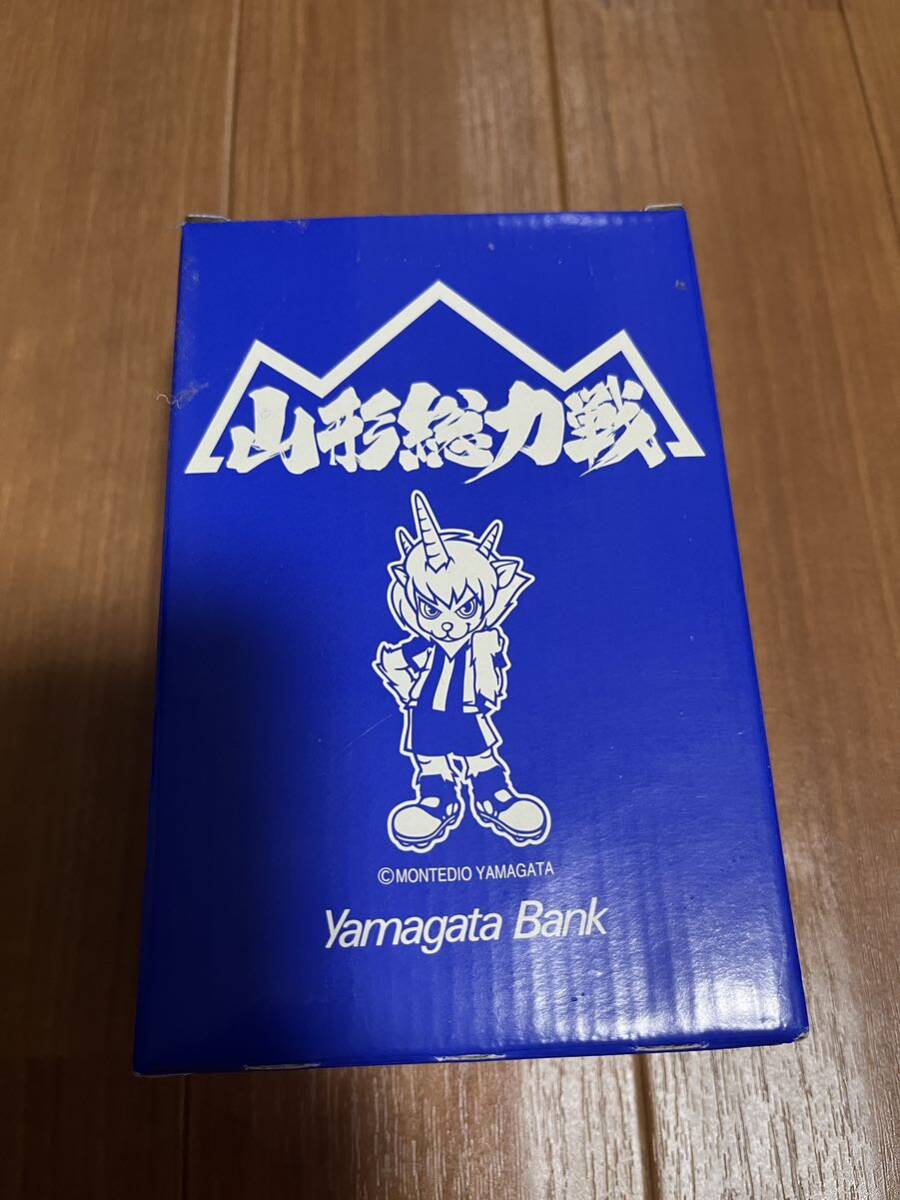 山形総力戦
©MONTEDIO YAMAGATA
Yamagata Bank